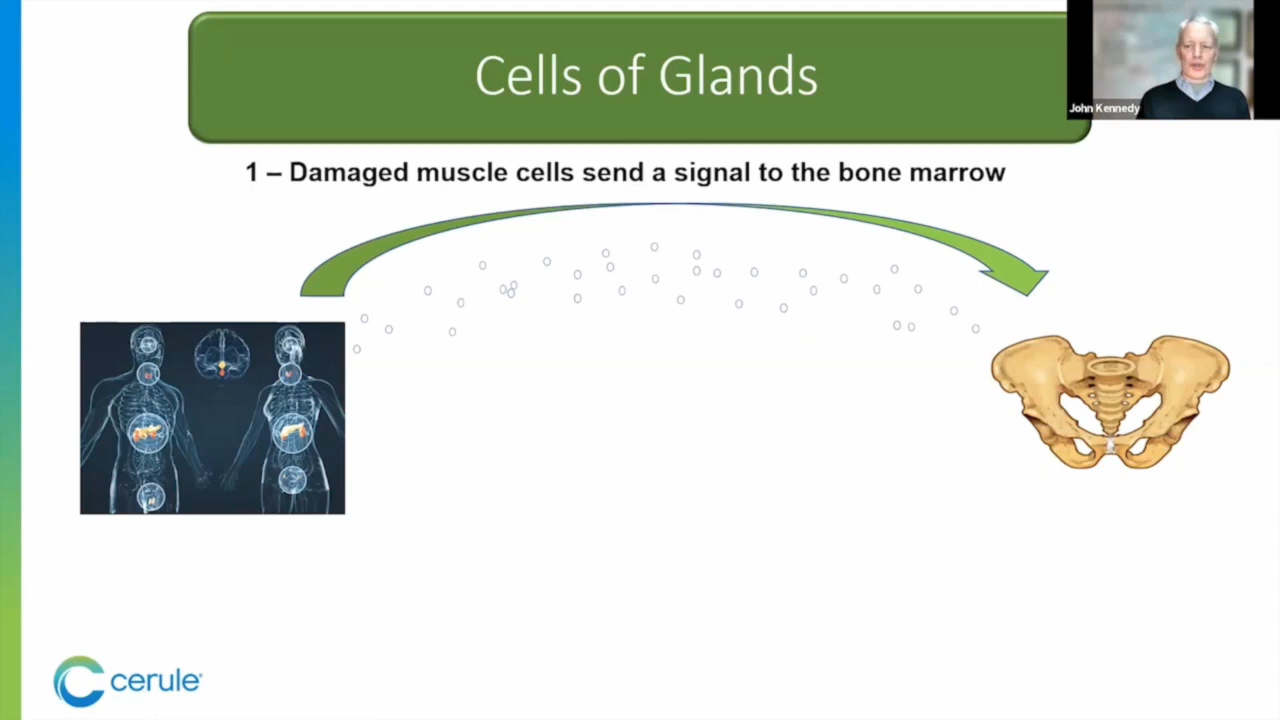 Cells of Glands
John Kennedy
1 – Damaged muscle cells send a signal to the bone marrow
cerule